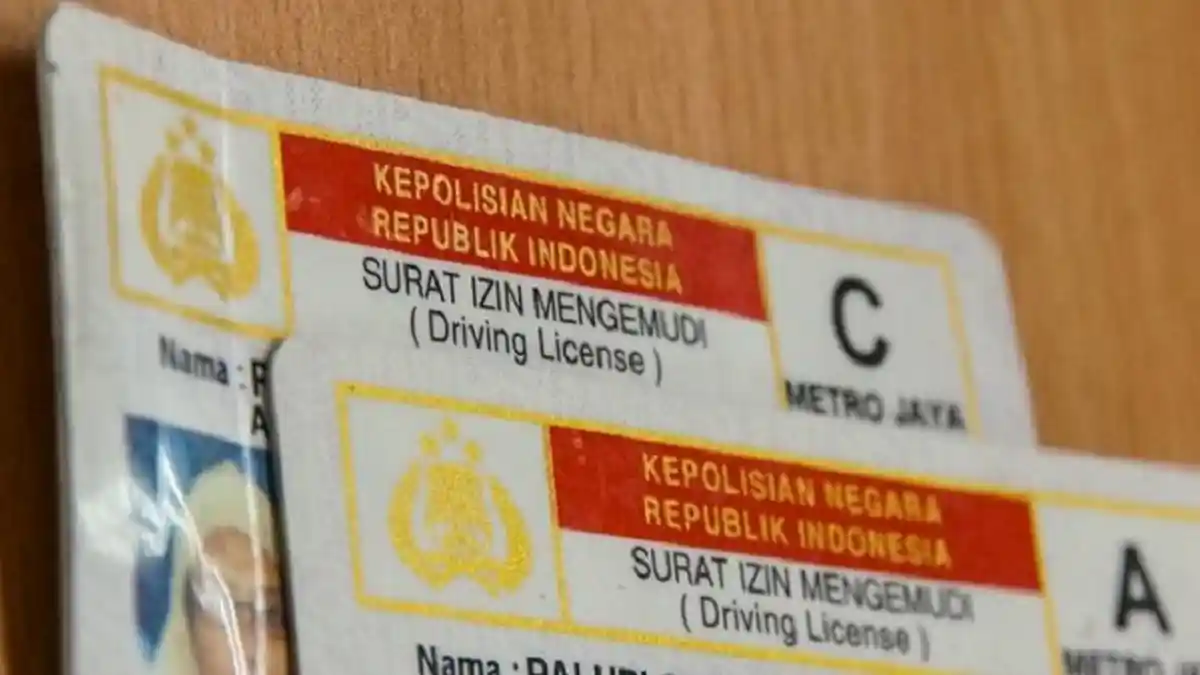 KEPOLISIAN NEGARA
REPUBLIK INDONESIA
SURAT IZIN MENGEMUDI
( Driving License )
C
METRO JAYA
Nama :
KEPOLISIAN NEGARA
REPUBLIK INDONESIA
SURAT IZIN MENGEMUDI
( Driving License )
A
METRO
Nama :